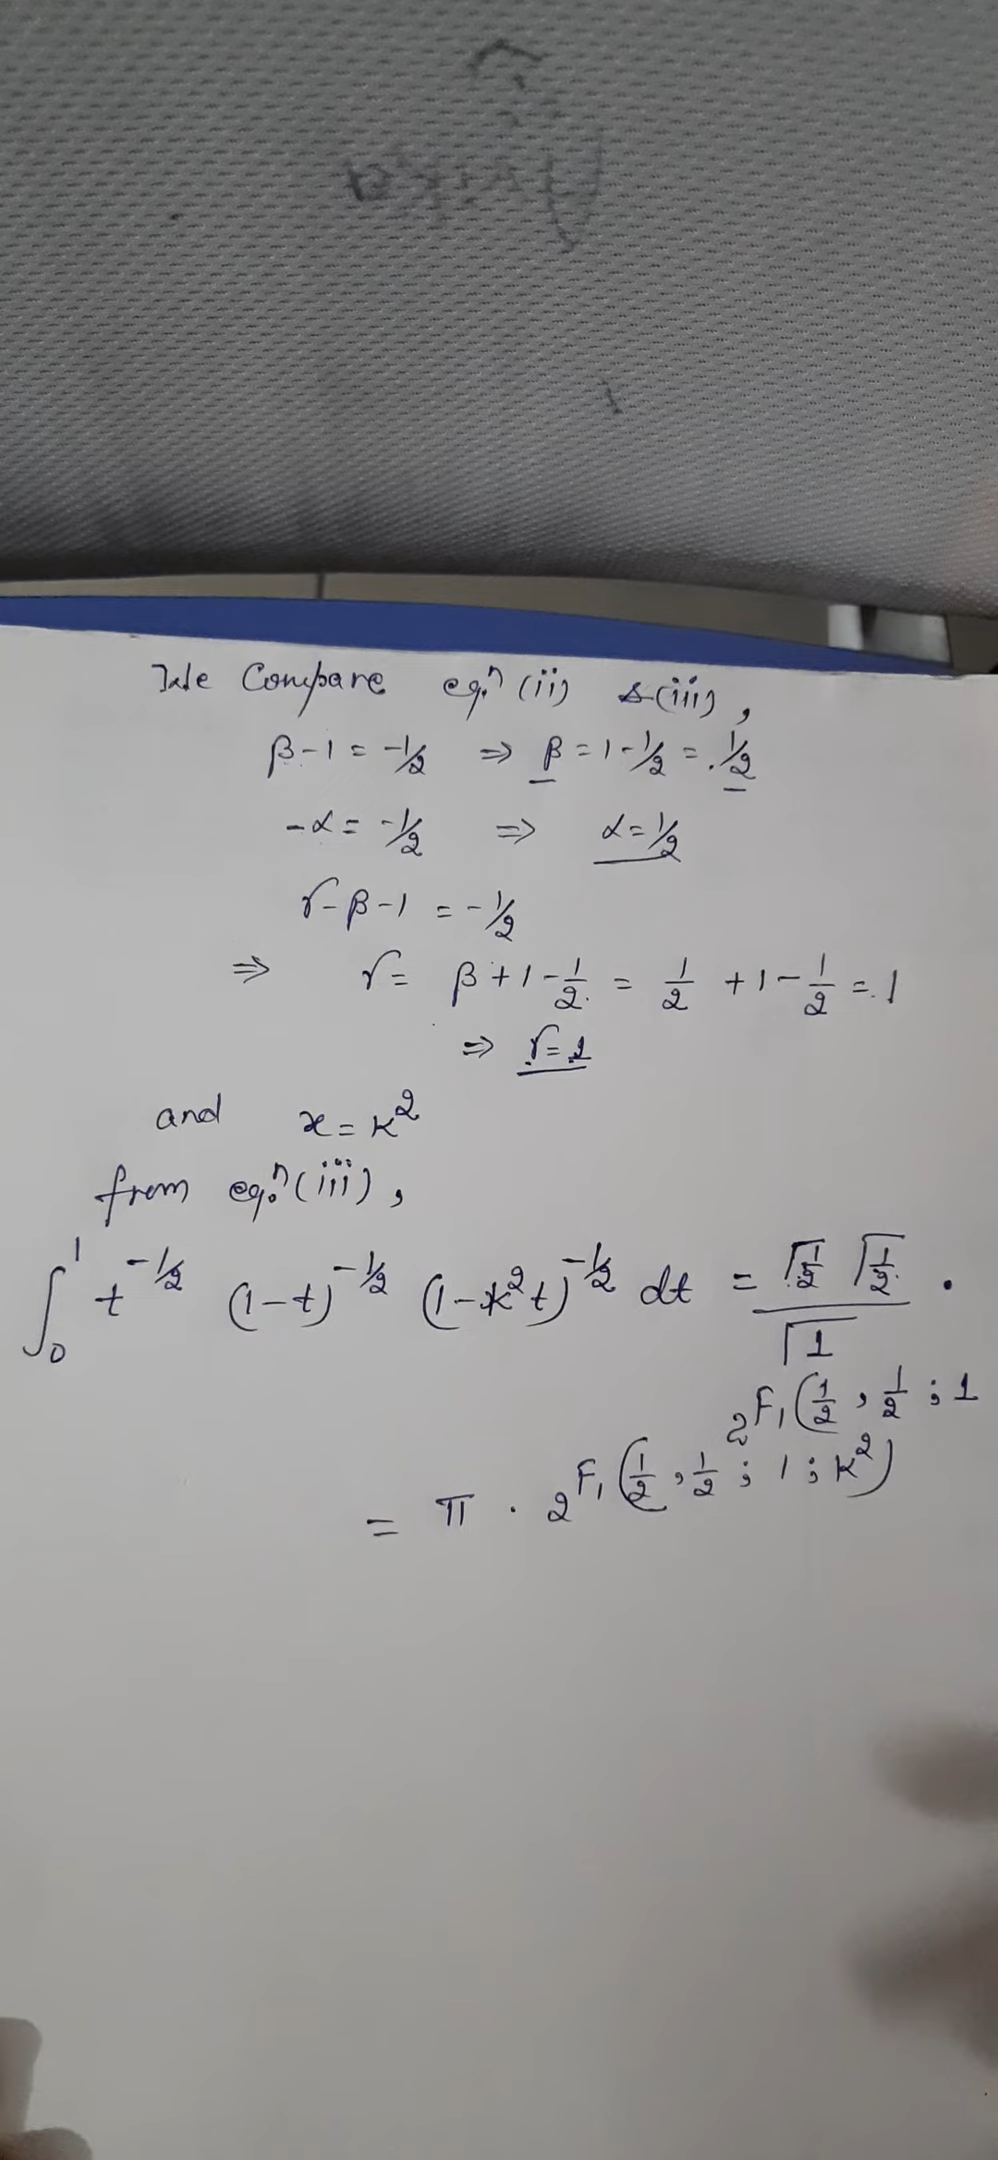 We Compare eqⁿ. (ii) & (iii),
β-1 = -1/2 ⇒ β = 1-1/2 = 1/2
-α = -1/2 ⇒ α = 1/2
γ-β-1 = -1/2
⇒ γ = β+1-1/2 = 1/2 +1-1/2 = 1
⇒ γ = 1
and x = k²
from eqⁿ. (iii),
∫₀¹ t^(-1/2) (1-t)^(-1/2) (1-k²t)^(-1/2) dt = (Γ1/2 Γ1/2)/Γ1 .
₂F₁(1/2, 1/2; 1
= π . ₂F₁(1/2, 1/2; 1; k²)